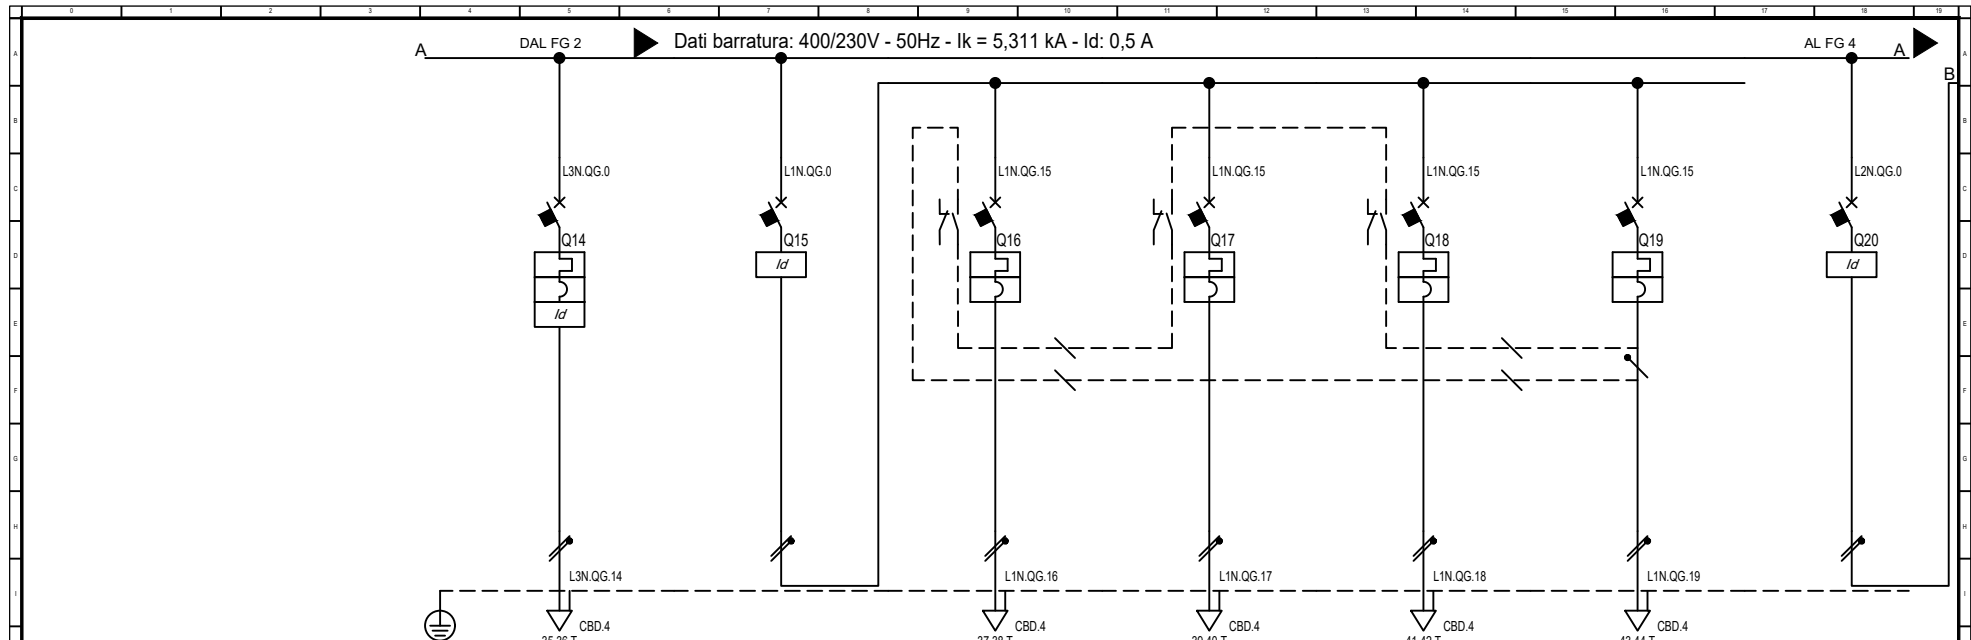 0 1 2 3 4 5 6 7 8 9 10 11 12 13 14 15 16 17 18 19
A DAL FG 2 Dati barratura: 400/230V - 50Hz - Ik = 5,311 kA - Id: 0,5 A AL FG 4 A
B
L3N.QG.0 L1N.QG.0 L1N.QG.15 L1N.QG.15 L1N.QG.15 L1N.QG.15 L2N.QG.0
Q14 Q15 Q16 Q17 Q18 Q19 Q20
Id Id
Id
L3N.QG.14 L1N.QG.16 L1N.QG.17 L1N.QG.18 L1N.QG.19
CBD.4 CBD.4 CBD.4 CBD.4 CBD.4
A A
B B
C C
D D
E E
F F
G G
H H
I I